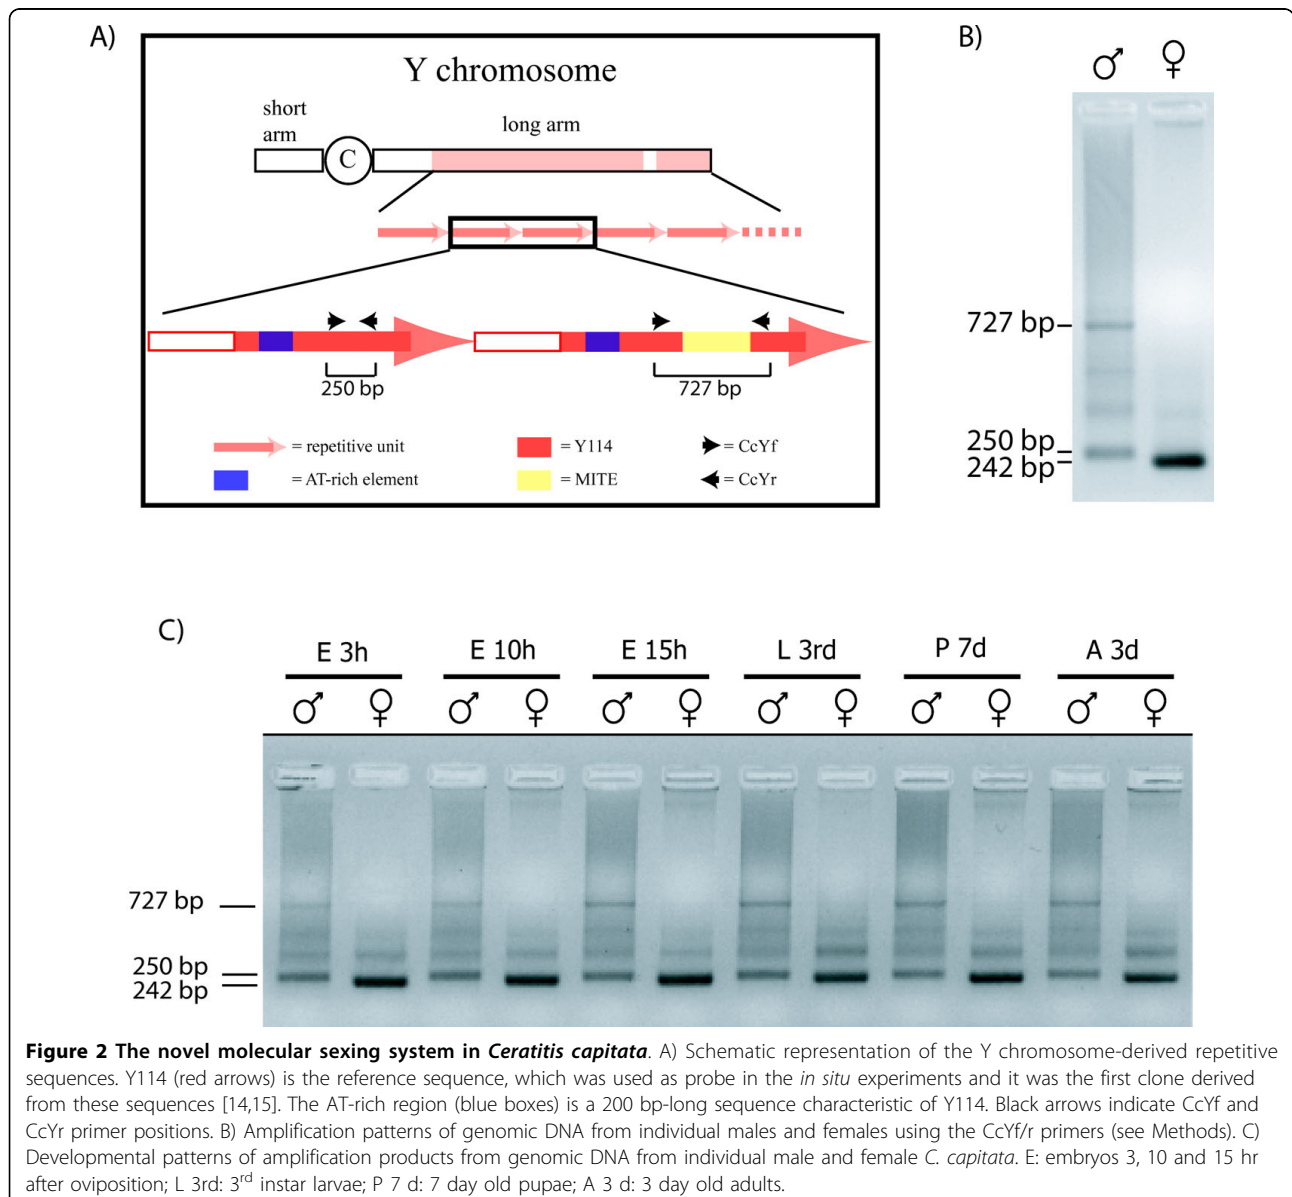 A)
Y chromosome
short
arm
long arm
C
250 bp
727 bp
= repetitive unit
= Y114
= CcYf
= AT-rich element
= MITE
= CcYr
B)
♂ ♀
727 bp
250 bp
242 bp
C)
E 3h E 10h E 15h L 3rd P 7d A 3d
♂ ♀ ♂ ♀ ♂ ♀ ♂ ♀ ♂ ♀ ♂ ♀
727 bp
250 bp
242 bp
Figure 2 The novel molecular sexing system in Ceratitis capitata. A) Schematic representation of the Y chromosome-derived repetitive
sequences. Y114 (red arrows) is the reference sequence, which was used as probe in the in situ experiments and it was the first clone derived
from these sequences [14,15]. The AT-rich region (blue boxes) is a 200 bp-long sequence characteristic of Y114. Black arrows indicate CcYf and
CcYr primer positions. B) Amplification patterns of genomic DNA from individual males and females using the CcYf/r primers (see Methods). C)
Developmental patterns of amplification products from genomic DNA from individual male and female C. capitata. E: embryos 3, 10 and 15 hr
after oviposition; L 3rd: 3rd instar larvae; P 7 d: 7 day old pupae; A 3 d: 3 day old adults.